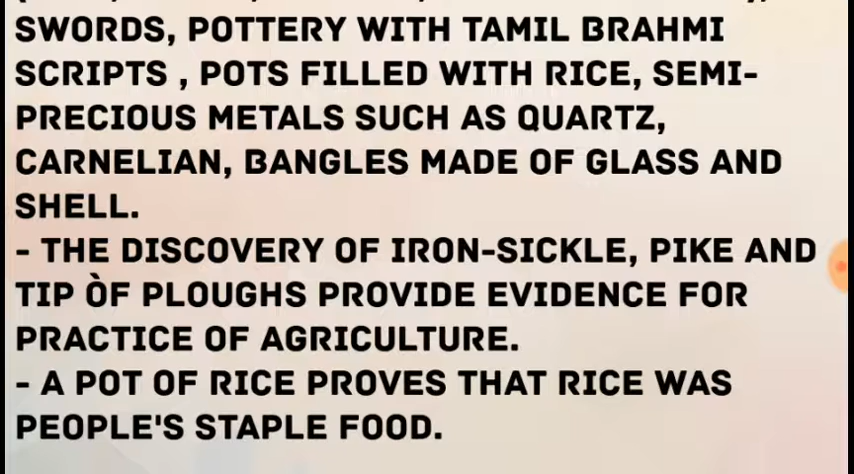 SWORDS, POTTERY WITH TAMIL BRAHMI
SCRIPTS , POTS FILLED WITH RICE, SEMI-
PRECIOUS METALS SUCH AS QUARTZ,
CARNELIAN, BANGLES MADE OF GLASS AND
SHELL.
- THE DISCOVERY OF IRON-SICKLE, PIKE AND
TIP ÒF PLOUGHS PROVIDE EVIDENCE FOR
PRACTICE OF AGRICULTURE.
- A POT OF RICE PROVES THAT RICE WAS
PEOPLE'S STAPLE FOOD.